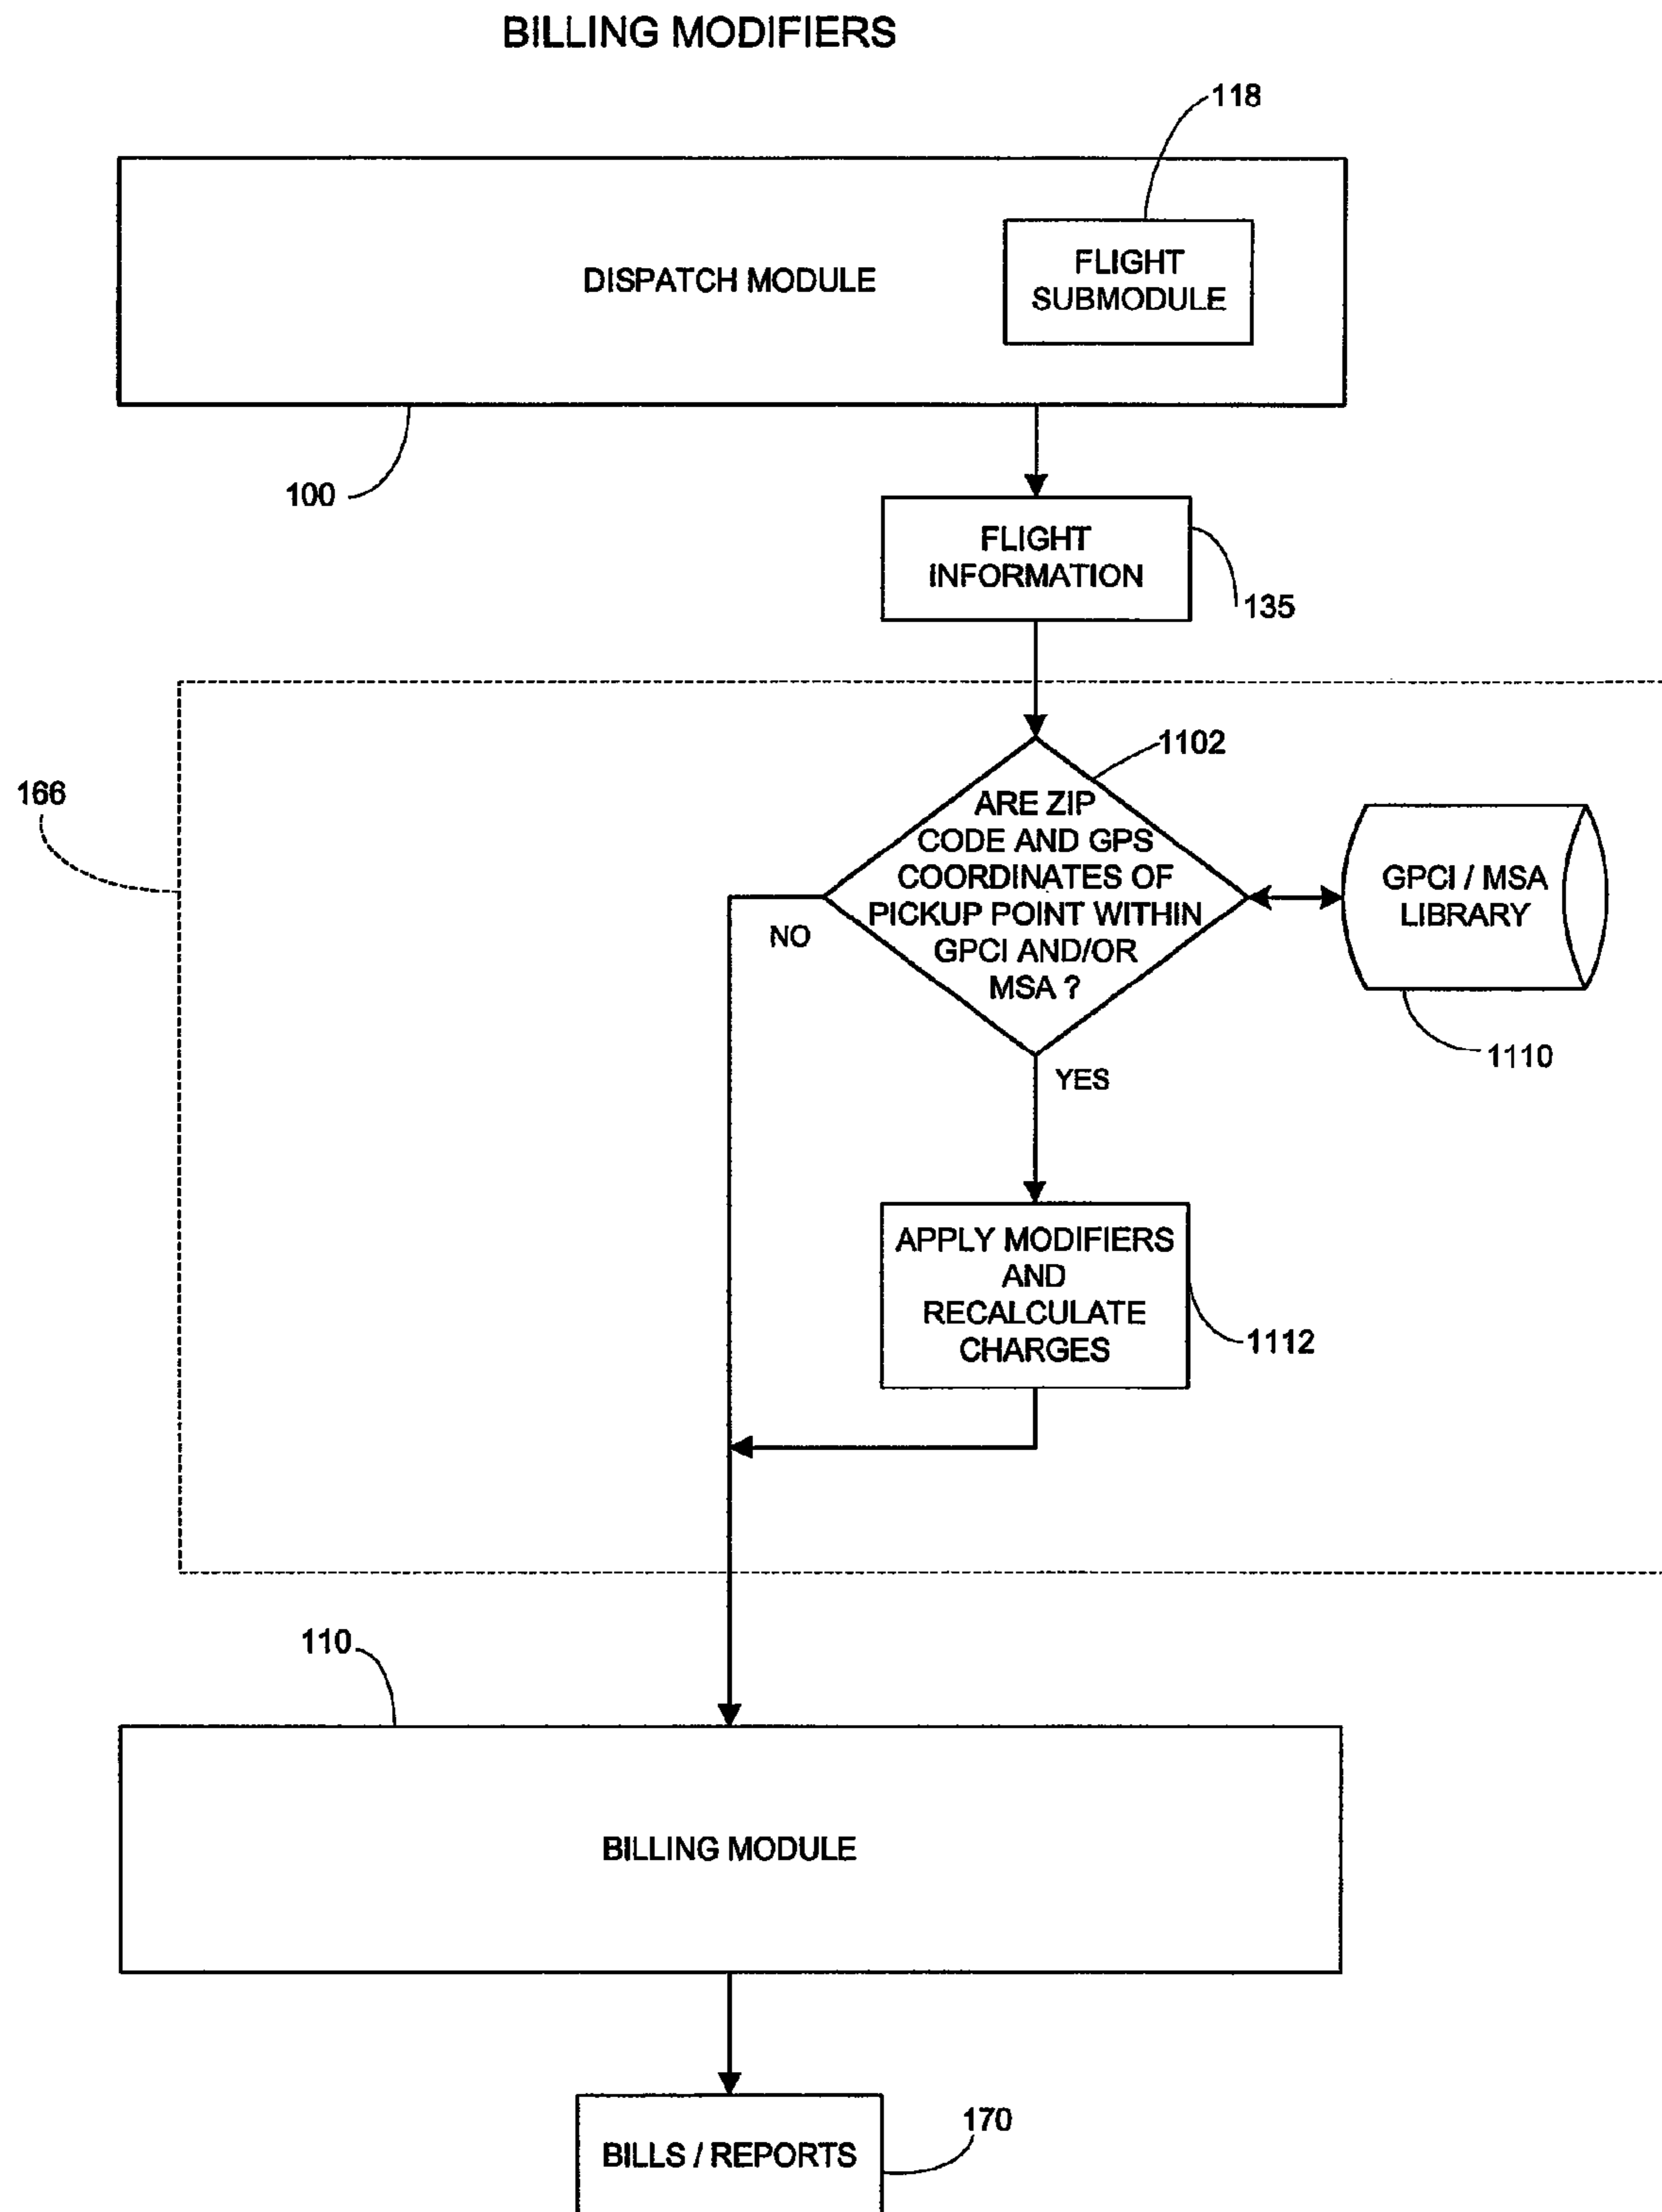 BILLING MODIFIERS
118
DISPATCH MODULE
FLIGHT
SUBMODULE
100
FLIGHT
INFORMATION
135
166
1102
ARE ZIP
CODE AND GPS
COORDINATES OF
PICKUP POINT WITHIN
GPCI AND/OR
MSA ?
GPCI / MSA
LIBRARY
NO
1110
YES
APPLY MODIFIERS
AND
RECALCULATE
CHARGES
1112
110
BILLING MODULE
170
BILLS / REPORTS